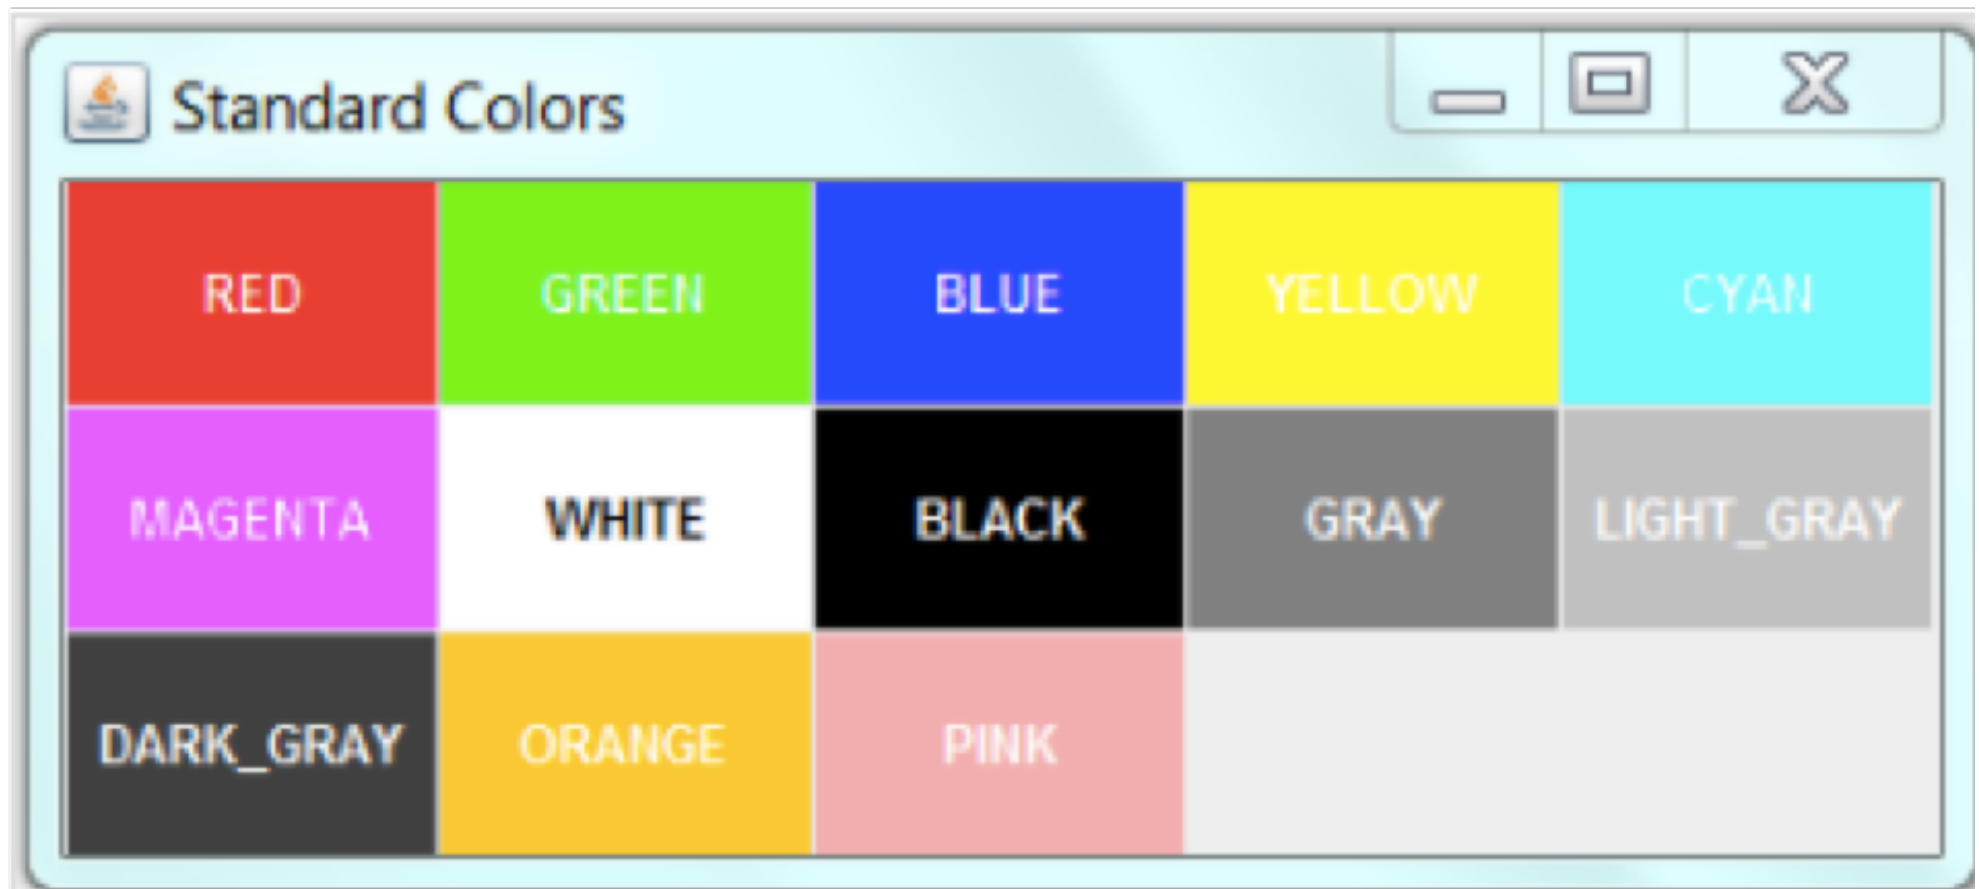 Standard Colors
RED GREEN BLUE YELLOW CYAN
MAGENTA WHITE BLACK GRAY LIGHT_GRAY
DARK_GRAY ORANGE PINK